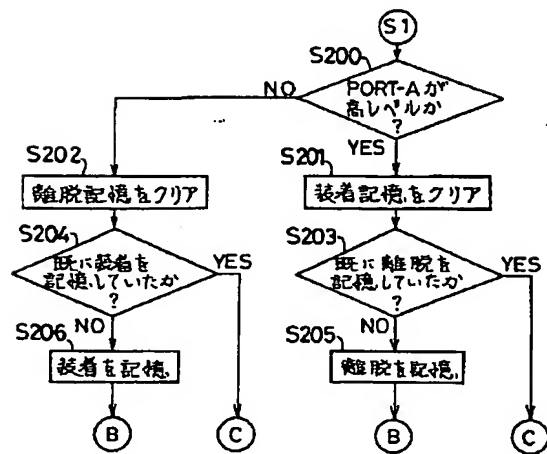 S1
S200
PORT-Aが
高レベルか
?
NO
YES
S202
離脱記憶をクリア
S201
装着記憶をクリア
S204
既に装着を
記憶していたか
?
YES
NO
S203
既に離脱を
記憶していたか
?
YES
NO
S206
装着を記憶
S205
離脱を記憶
B
C
B
C